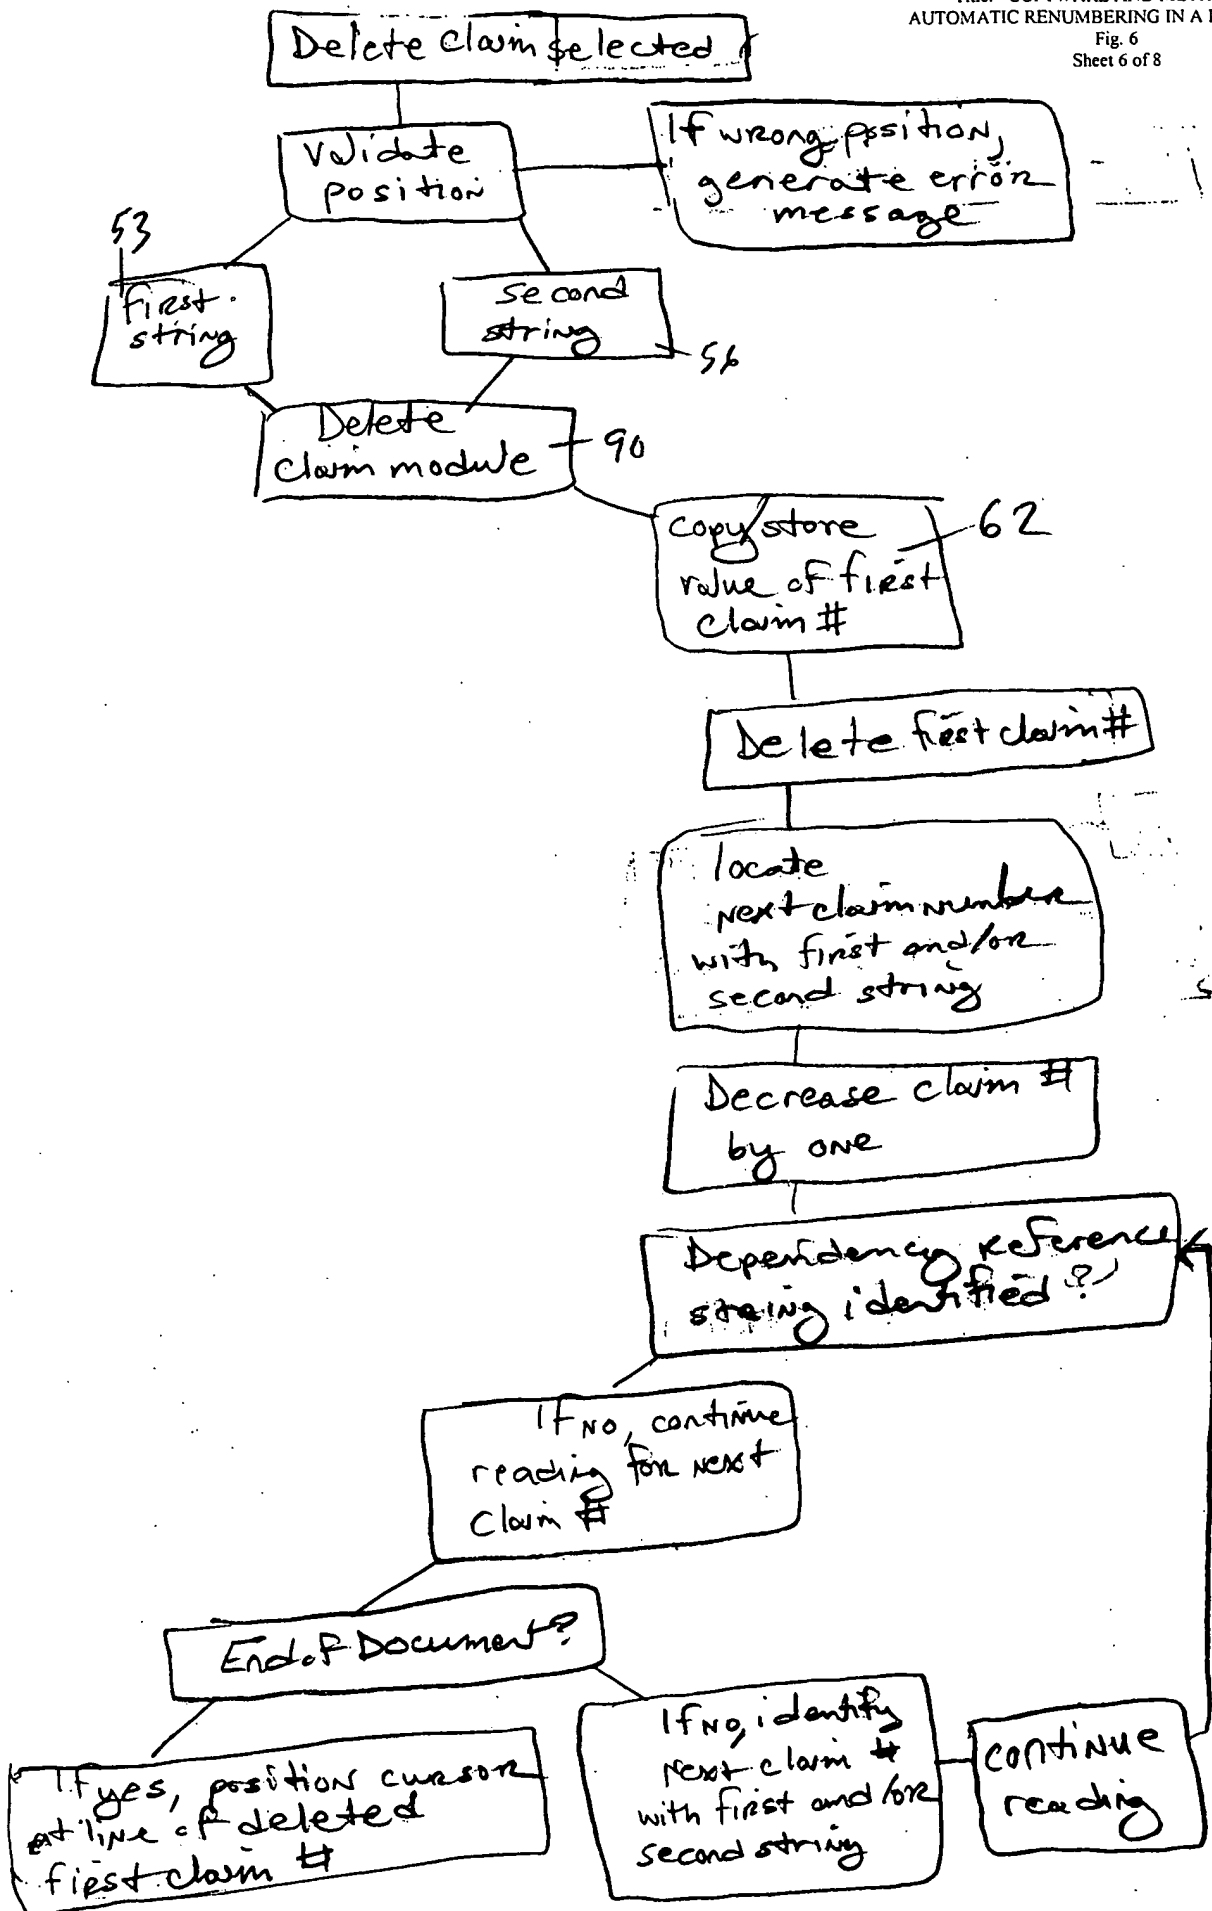 AUTOMATIC RENUMBERING IN A
Fig. 6
Sheet 6 of 8
Delete claim selected
Validate
position
If wrong position,
generate error
message
53
first
string
second
string
56
Delete
claim module
90
copy/store
value of first
claim #
62
Delete first claim #
locate
next claim number
with first and/or
second string
Decrease claim #
by one
Dependency reference
string identified?
If no, continue
reading for next
claim #
End of Document?
If yes, position cursor
at line of deleted
first claim #
If no, identify
next claim #
with first and/or
second string
continue
reading